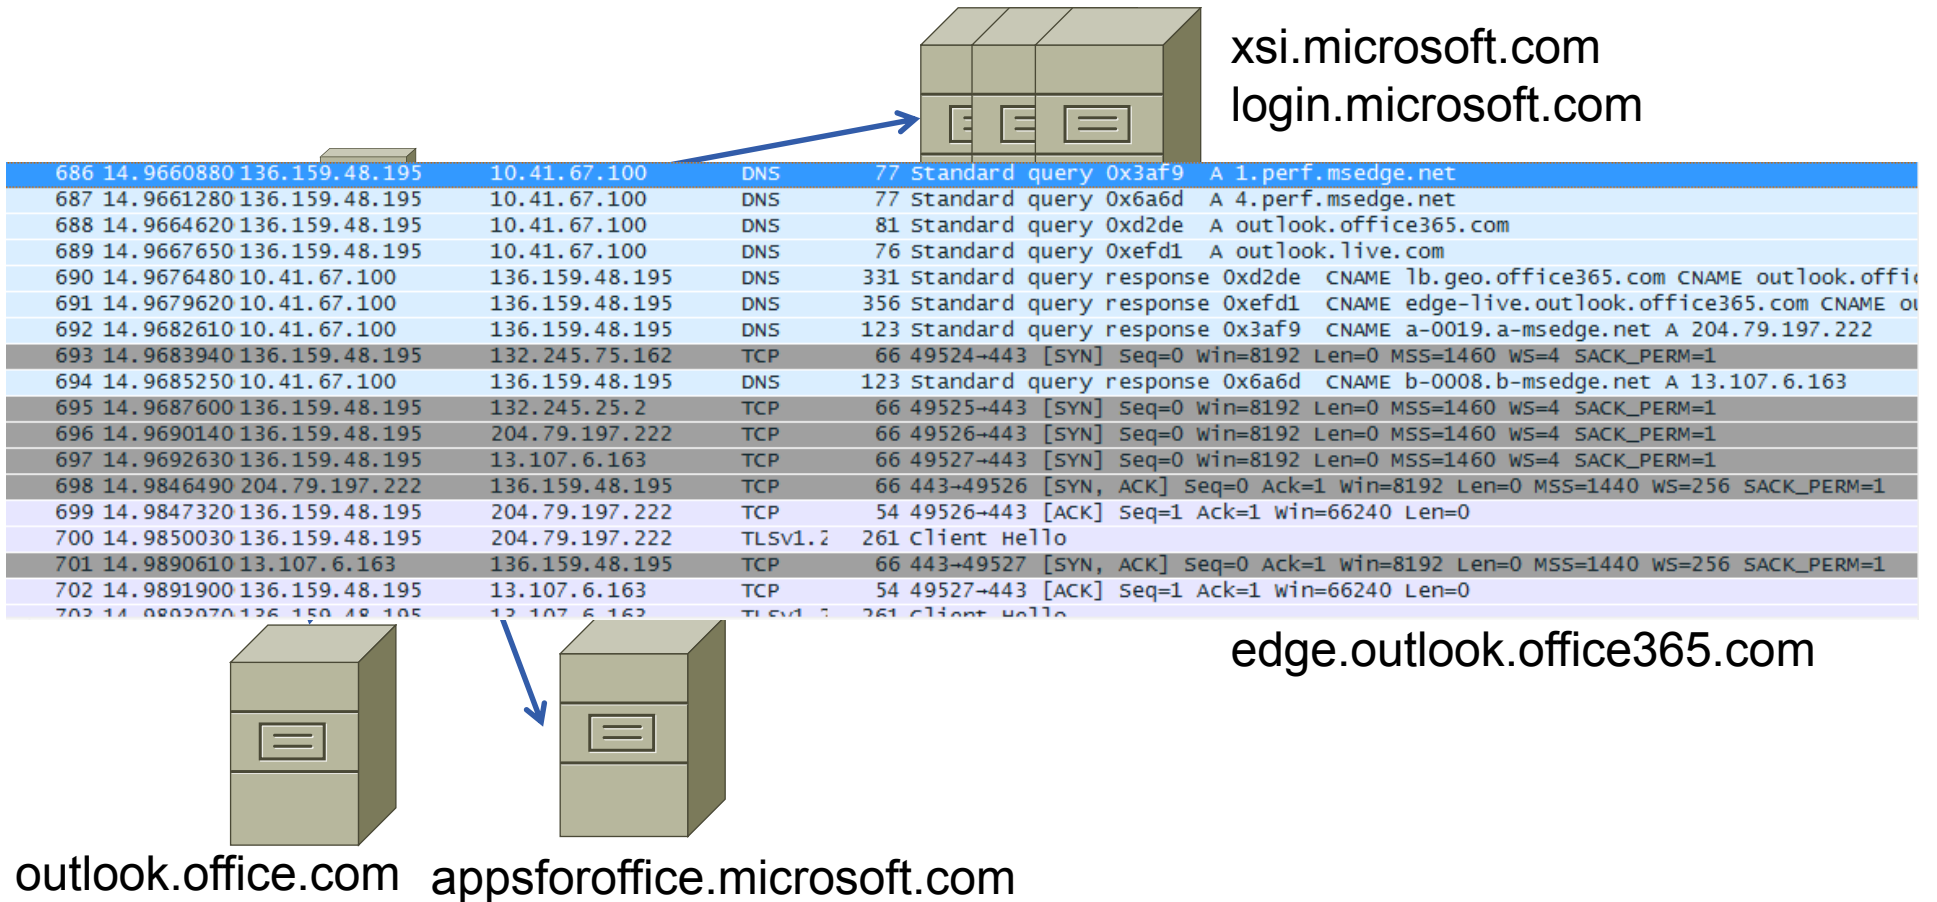 xsi.microsoft.com
login.microsoft.com
686 14.9660880 136.159.48.195 10.41.67.100 DNS 77 Standard query 0x3af9 A 1.perf.msedge.net
687 14.9661280 136.159.48.195 10.41.67.100 DNS 77 Standard query 0x6a6d A 4.perf.msedge.net
688 14.9664620 136.159.48.195 10.41.67.100 DNS 81 Standard query 0xd2de A outlook.office365.com
689 14.9667650 136.159.48.195 10.41.67.100 DNS 76 Standard query 0xefd1 A outlook.live.com
690 14.9676480 10.41.67.100 136.159.48.195 DNS 331 Standard query response 0xd2de CNAME lb.geo.office365.com CNAME outlook.offic
691 14.9679620 10.41.67.100 136.159.48.195 DNS 356 Standard query response 0xefd1 CNAME edge-live.outlook.office365.com CNAME ou
692 14.9682610 10.41.67.100 136.159.48.195 DNS 123 Standard query response 0x3af9 CNAME a-0019.a-msedge.net A 204.79.197.222
693 14.9683940 136.159.48.195 132.245.75.162 TCP 66 49524→443 [SYN] Seq=0 Win=8192 Len=0 MSS=1460 WS=4 SACK_PERM=1
694 14.9685250 10.41.67.100 136.159.48.195 DNS 123 Standard query response 0x6a6d CNAME b-0008.b-msedge.net A 13.107.6.163
695 14.9687600 136.159.48.195 132.245.25.2 TCP 66 49525→443 [SYN] Seq=0 Win=8192 Len=0 MSS=1460 WS=4 SACK_PERM=1
696 14.9690140 136.159.48.195 204.79.197.222 TCP 66 49526→443 [SYN] Seq=0 Win=8192 Len=0 MSS=1460 WS=4 SACK_PERM=1
697 14.9692630 136.159.48.195 13.107.6.163 TCP 66 49527→443 [SYN] Seq=0 Win=8192 Len=0 MSS=1460 WS=4 SACK_PERM=1
698 14.9846490 204.79.197.222 136.159.48.195 TCP 66 443→49526 [SYN, ACK] Seq=0 Ack=1 Win=8192 Len=0 MSS=1440 WS=256 SACK_PERM=1
699 14.9847320 136.159.48.195 204.79.197.222 TCP 54 49526→443 [ACK] Seq=1 Ack=1 Win=66240 Len=0
700 14.9850030 136.159.48.195 204.79.197.222 TLSv1.2 261 Client Hello
701 14.9890610 13.107.6.163 136.159.48.195 TCP 66 443→49527 [SYN, ACK] Seq=0 Ack=1 Win=8192 Len=0 MSS=1440 WS=256 SACK_PERM=1
702 14.9891900 136.159.48.195 13.107.6.163 TCP 54 49527→443 [ACK] Seq=1 Ack=1 Win=66240 Len=0
703 14.9893970 136.159.48.195 13.107.6.163 TLSv1.2 261 Client Hello
edge.outlook.office365.com
outlook.office.com
appsforoffice.microsoft.com